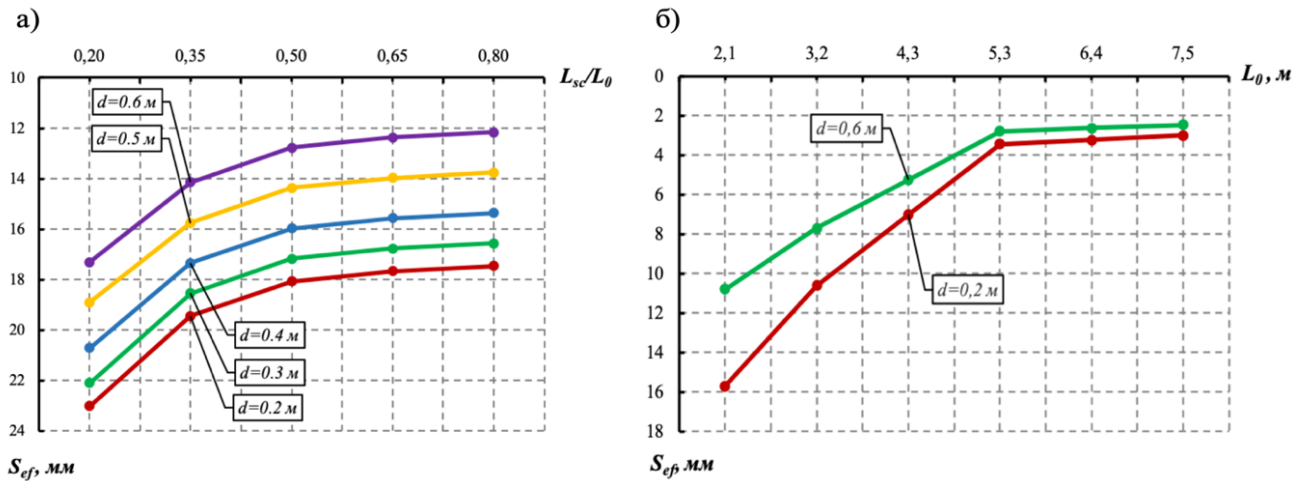 а)
0,20 0,35 0,50 0,65 0,80
L_sc/L_0
10
12
14
16
18
20
22
24
d=0.6 м
d=0.5 м
d=0.4 м
d=0.3 м
d=0.2 м
S_ef, мм
б)
2,1 3,2 4,3 5,3 6,4 7,5
L_0 , м
0
2
4
6
8
10
12
14
16
18
d=0,6 м
d=0,2 м
S_ef, мм